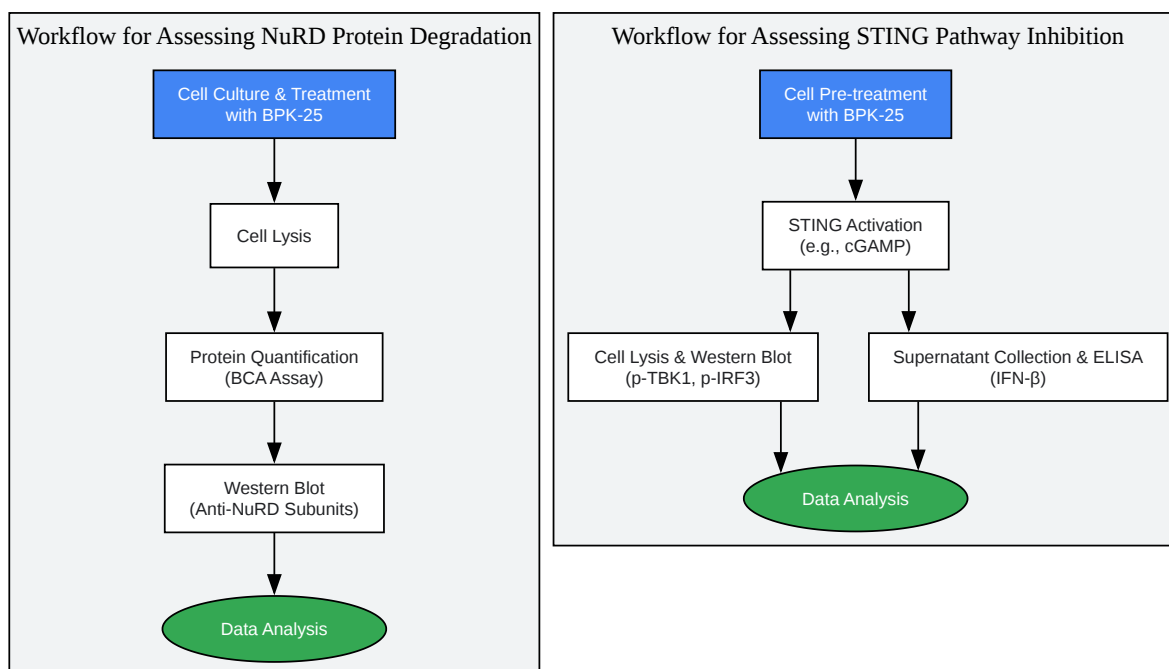 Workflow for Assessing NuRD Protein Degradation
Cell Culture & Treatment
with BPK-25
Cell Lysis
Protein Quantification
(BCA Assay)
Western Blot
(Anti-NuRD Subunits)
Data Analysis
Workflow for Assessing STING Pathway Inhibition
Cell Pre-treatment
with BPK-25
STING Activation
(e.g., cGAMP)
Cell Lysis & Western Blot
(p-TBK1, p-IRF3)
Supernatant Collection & ELISA
(IFN-β)
Data Analysis